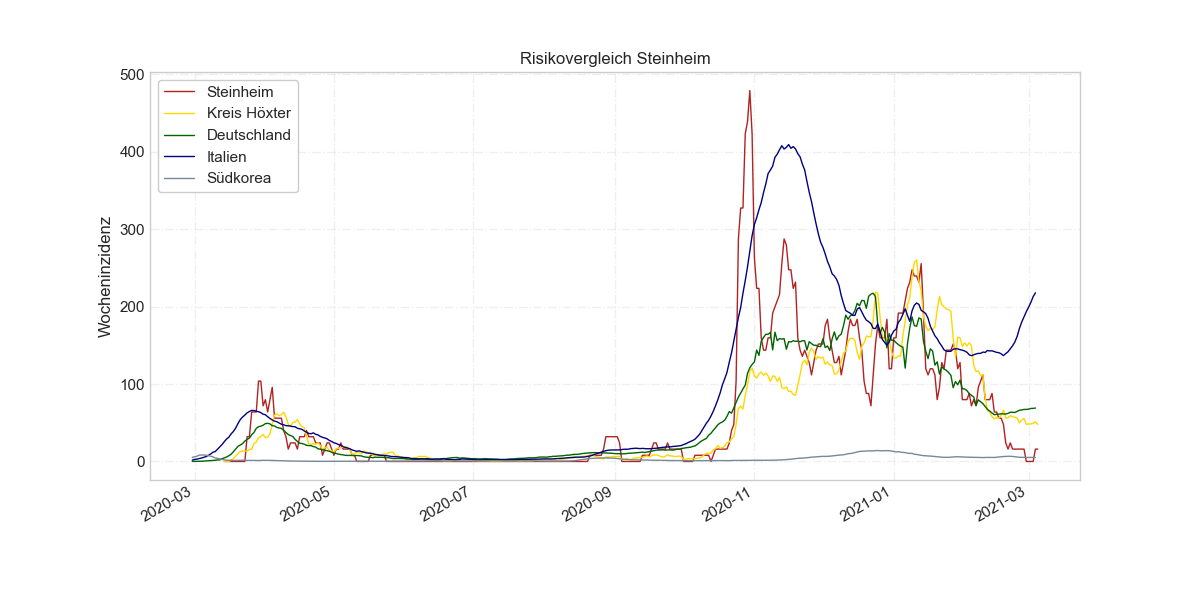 Risikovergleich Steinheim
Wocheninzidenz
500
400
300
200
100
0
Steinheim
Kreis Höxter
Deutschland
Italien
Südkorea
2020-03
2020-05
2020-07
2020-09
2020-11
2021-01
2021-03